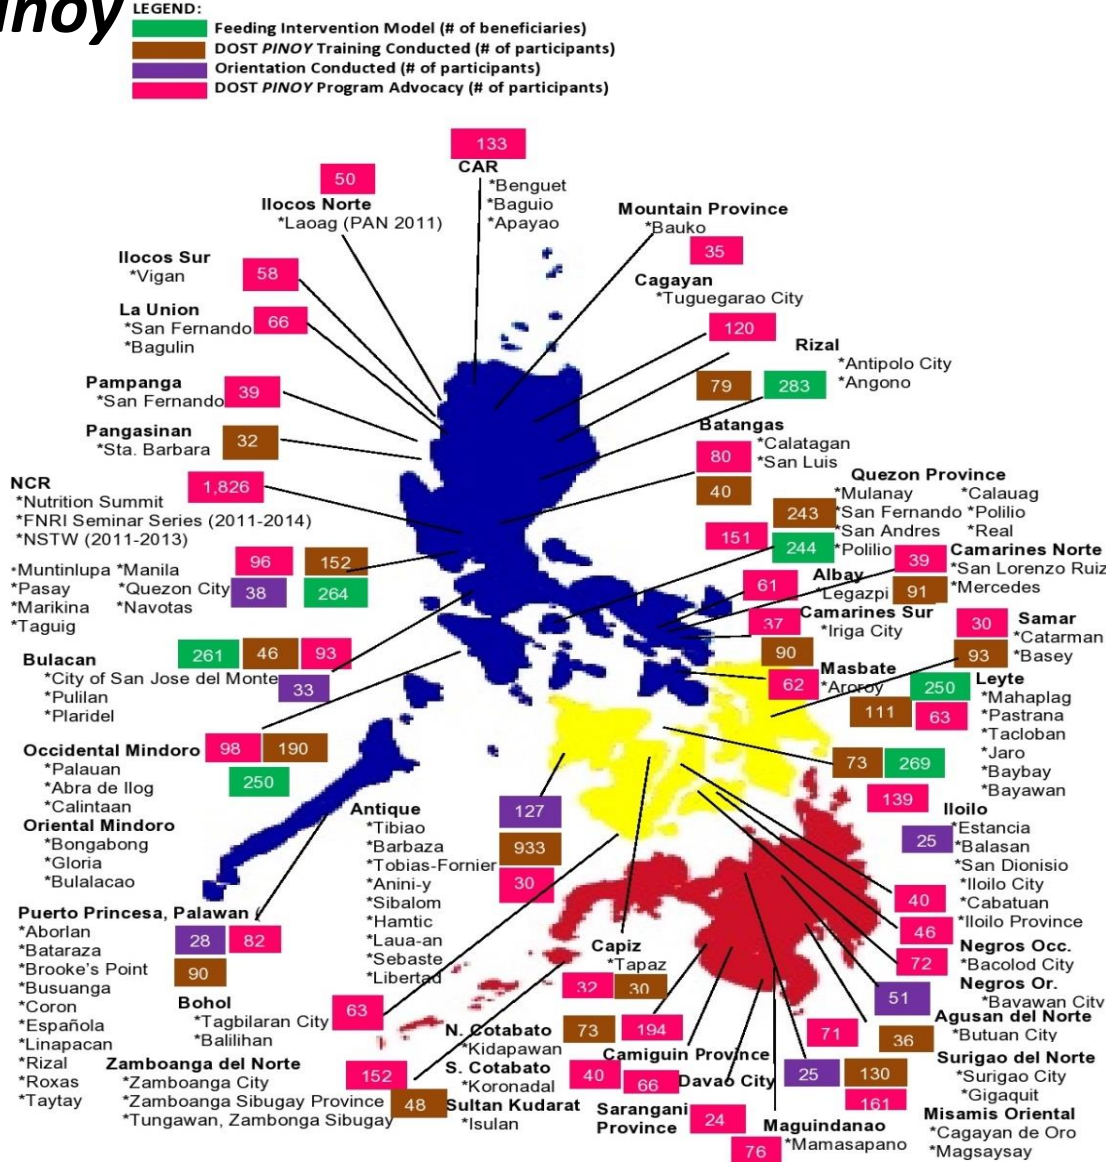 inoy
LEGEND:
Feeding Intervention Model (# of beneficiaries)
DOST PINOY Training Conducted (# of participants)
Orientation Conducted (# of participants)
DOST PINOY Program Advocacy (# of participants)
133
CAR
*Benguet
*Baguio
*Apayao
50
Ilocos Norte
*Laoag (PAN 2011)
Mountain Province
*Bauko
35
Ilocos Sur
*Vigan
58
Cagayan
*Tuguegarao City
120
La Union
*San Fernando
*Bagulin
66
Rizal
*Antipolo City
*Angono
79
283
Pampanga
*San Fernando
39
Pangasinan
*Sta. Barbara
32
Batangas
*Calatagan
*San Luis
80
40
NCR
*Nutrition Summit
*FNRI Seminar Series (2011-2014)
*NSTW (2011-2013)
1,826
Quezon Province
*Mulanay *Calauag
*San Fernando *Polilio
*San Andres *Real
*Polilio
243
151
244
*Muntinlupa *Manila
*Pasay *Quezon City
*Marikina *Navotas
*Taguig
96
152
38
264
39
Camarines Norte
*San Lorenzo Ruiz
*Mercedes
91
61
Albay
*Legazpi
37
Camarines Sur
*Iriga City
90
30
Samar
*Catarman
*Basey
93
Bulacan
*City of San Jose del Monte
*Pulilan
*Plaridel
261
46
93
33
62
Masbate
*Aroroy
250
Leyte
*Mahaplag
*Pastrana
*Tacloban
*Jaro
*Baybay
*Bayawan
111
63
Occidental Mindoro
*Palauan
*Abra de Ilog
*Calintaan
98
190
250
73
269
139
Oriental Mindoro
*Bongabong
*Gloria
*Bulalacao
Antique
*Tibiao
*Barbaza
*Tobias-Fornier
*Anini-y
*Sibalom
*Hamtic
*Laua-an
*Sebaste
*Libertad
127
933
30
Iloilo
*Estancia
*Balasan
*San Dionisio
*Iloilo City
*Cabatuan
*Iloilo Province
25
40
46
Puerto Princesa, Palawan
*Aborlan
*Bataraza
*Brooke's Point
*Busuanga
*Coron
*Española
*Linapacan
*Rizal
*Roxas
*Taytay
28
82
90
Capiz
*Tapaz
32
30
Negros Occ.
*Bacolod City
72
Negros Or.
*Bayawan City
51
Bohol
*Tagbilaran City
*Balilihan
63
Agusan del Norte
*Butuan City
36
N. Cotabato
*Kidapawan
73
194
71
Camiguin Province
Zamboanga del Norte
*Zamboanga City
*Zamboanga Sibugay Province
*Tungawan, Zambonga Sibugay
152
48
S. Cotabato
*Koronadal
40
66
Davao City
25
130
161
Surigao del Norte
*Surigao City
*Gigaquit
Sultan Kudarat
*Isulan
Sarangani
Province
24
Maguindanao
*Mamasapano
76
Misamis Oriental
*Cagayan de Oro
*Magsaysay